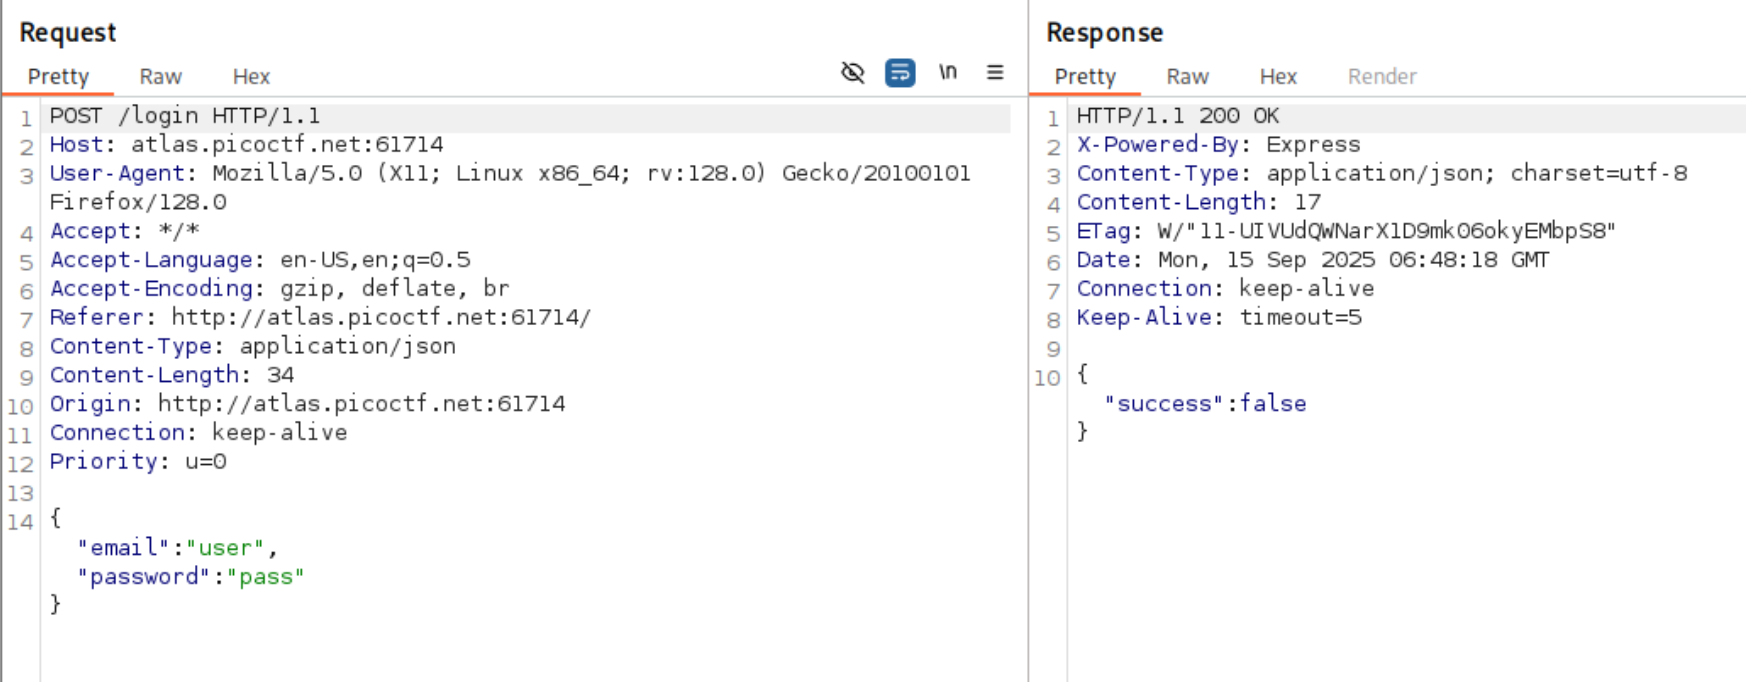 Request
Pretty Raw Hex
\n
1 POST /login HTTP/1.1
2 Host: atlas.picoctf.net:61714
3 User-Agent: Mozilla/5.0 (X11; Linux x86_64; rv:128.0) Gecko/20100101
Firefox/128.0
4 Accept: */*
5 Accept-Language: en-US,en;q=0.5
6 Accept-Encoding: gzip, deflate, br
7 Referer: http://atlas.picoctf.net:61714/
8 Content-Type: application/json
9 Content-Length: 34
10 Origin: http://atlas.picoctf.net:61714
11 Connection: keep-alive
12 Priority: u=0
13
14 {
"email":"user",
"password":"pass"
}
Response
Pretty Raw Hex Render
1 HTTP/1.1 200 OK
2 X-Powered-By: Express
3 Content-Type: application/json; charset=utf-8
4 Content-Length: 17
5 ETag: W/"11-UIVUdQWNarX1D9mk06okyEMbpS8"
6 Date: Mon, 15 Sep 2025 06:48:18 GMT
7 Connection: keep-alive
8 Keep-Alive: timeout=5
9
10 {
"success":false
}